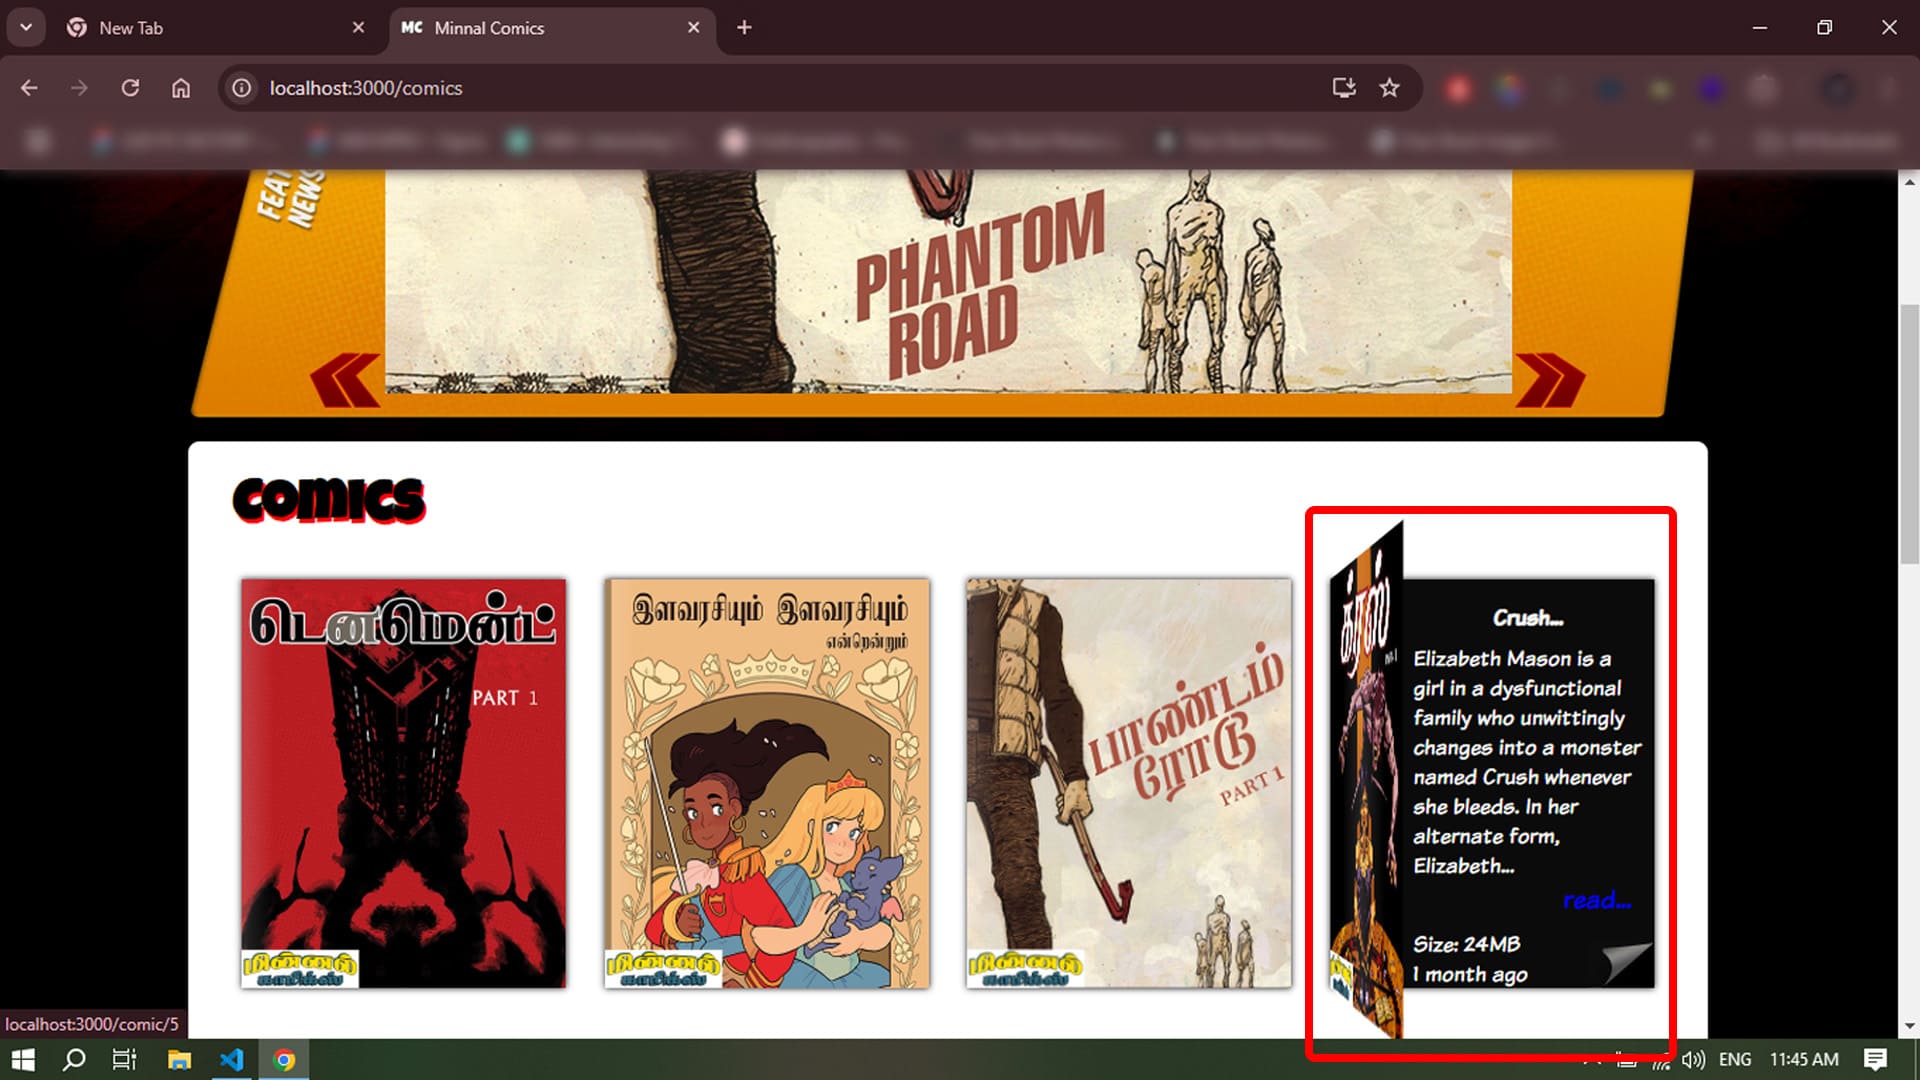 New Tab
MC Minnal Comics
localhost:3000/comics
FEAT
NEWS
PHANTOM
ROAD
COMICS
டெனமென்ட்
PART 1
மின்னல்
காமிக்ஸ்
இளவரசியும் இளவரசியும்
என்றென்றும்
மின்னல்
காமிக்ஸ்
பாண்டம்
ரோடு
PART 1
மின்னல்
காமிக்ஸ்
க்ரஸ்
Crush...
Elizabeth Mason is a
girl in a dysfunctional
family who unwittingly
changes into a monster
named Crush whenever
she bleeds. In her
alternate form,
Elizabeth...
read...
Size: 24MB
1 month ago
localhost:3000/comic/5
ENG 11:45 AM